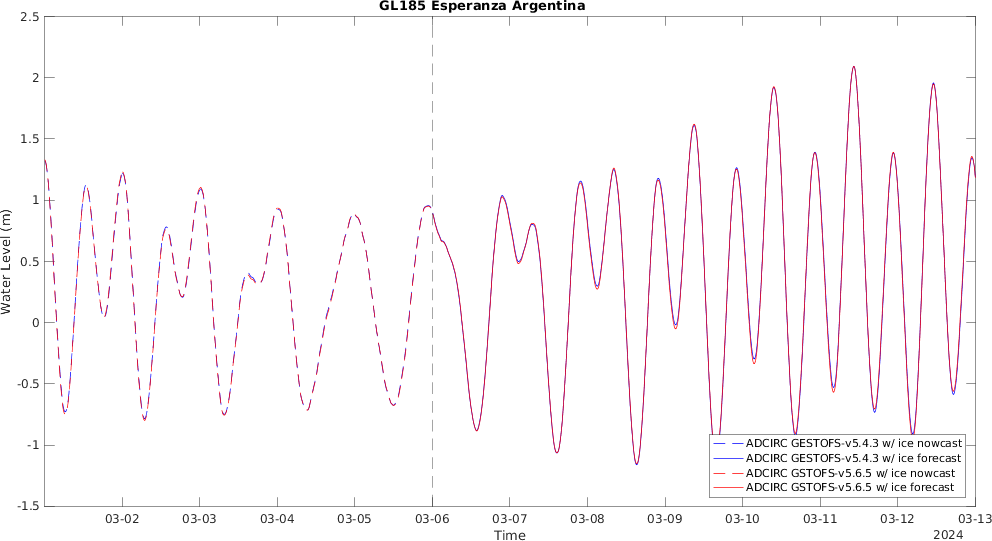 GL185 Esperanza Argentina
2.5
2
1.5
1
0.5
0
-0.5
-1
-1.5
Water Level (m)
ADCIRC GESTOFS-v5.4.3 w/ ice nowcast
ADCIRC GESTOFS-v5.4.3 w/ ice forecast
ADCIRC GSTOFS-v5.6.5 w/ ice nowcast
ADCIRC GSTOFS-v5.6.5 w/ ice forecast
03-02 03-03 03-04 03-05 03-06 03-07 03-08 03-09 03-10 03-11 03-12 03-13
Time
2024